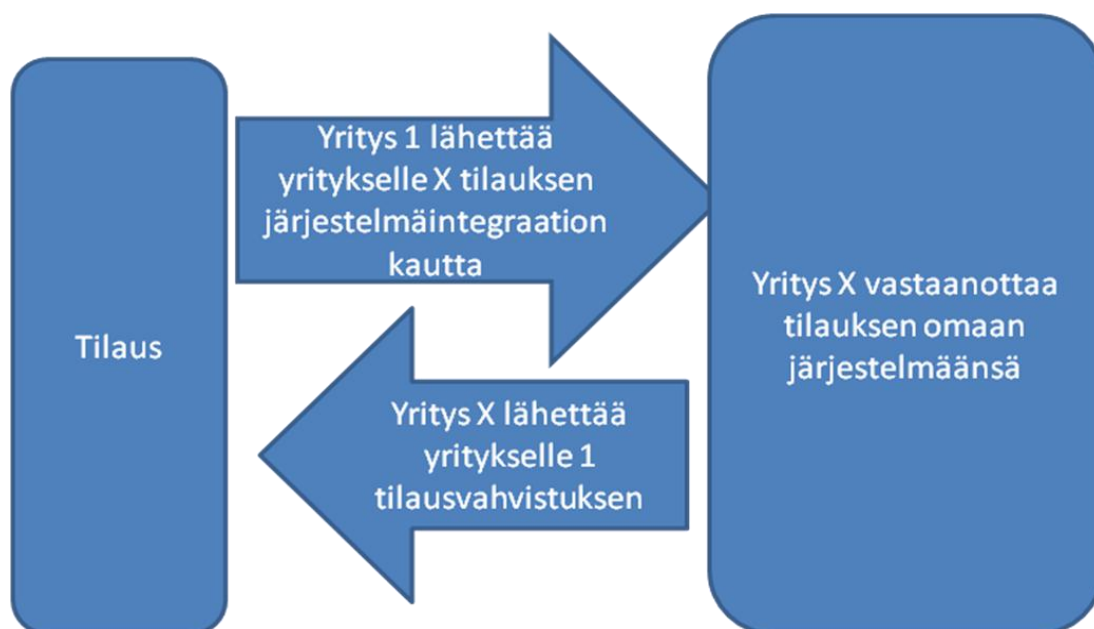 Tilaus
Yritys 1 lähettää
yritykselle X tilauksen
järjestelmäintegraation
kautta
Yritys X vastaanottaa
tilauksen omaan
järjestelmäänsä
Yritys X lähettää
yritykselle 1
tilausvahvistuksen